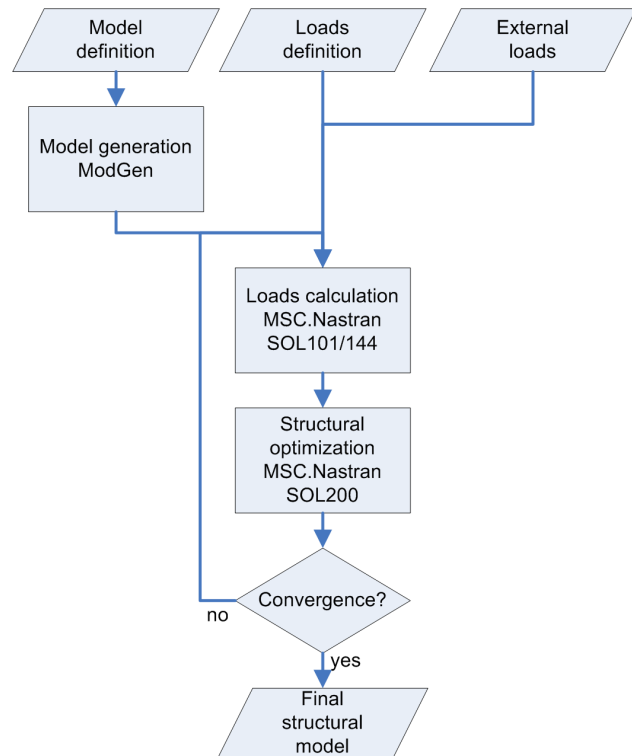 Model
definition
Loads
definition
External
loads
Model generation
ModGen
Loads calculation
MSC.Nastran
SOL101/144
Structural
optimization
MSC.Nastran
SOL200
Convergence?
no
yes
Final
structural
model